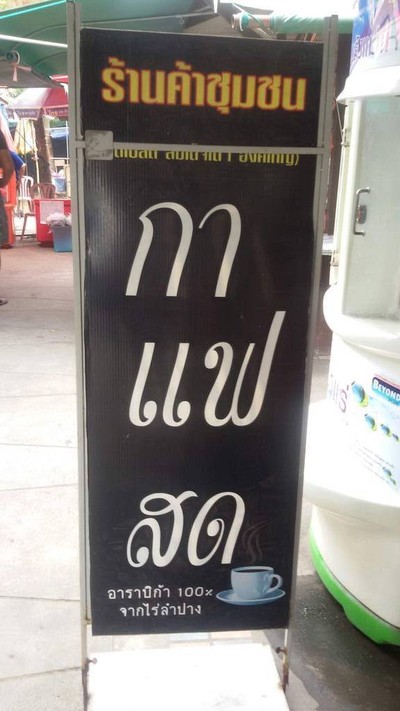 ร้านค้าชุมชน
กา
แฟ
สด
อาราบิก้า 100%
จากไร่ลำปาง
BEYOND